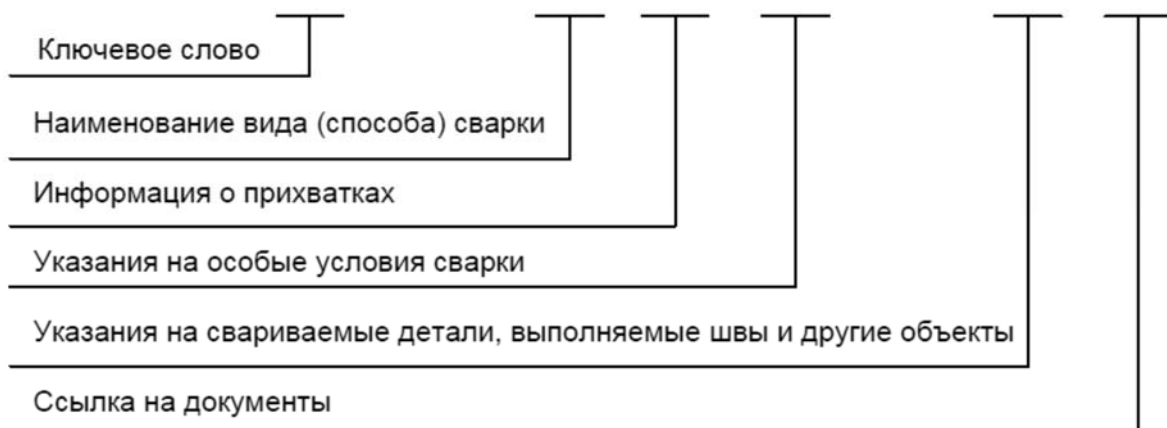 Ключевое слово
Наименование вида (способа) сварки
Информация о прихватках
Указания на особые условия сварки
Указания на свариваемые детали, выполняемые швы и другие объекты
Ссылка на документы